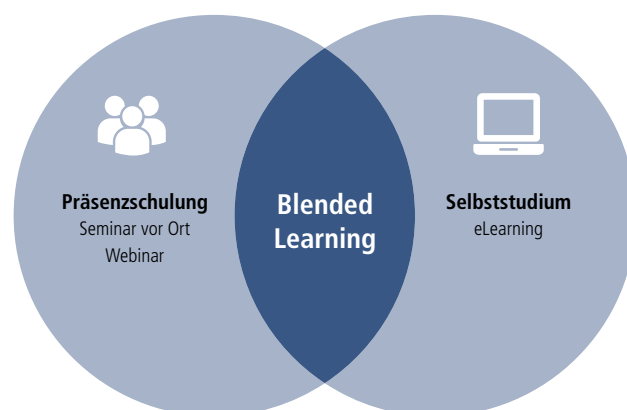 Präsenzschulung
Seminar vor Ort
Webinar
Blended
Learning
Selbststudium
eLearning